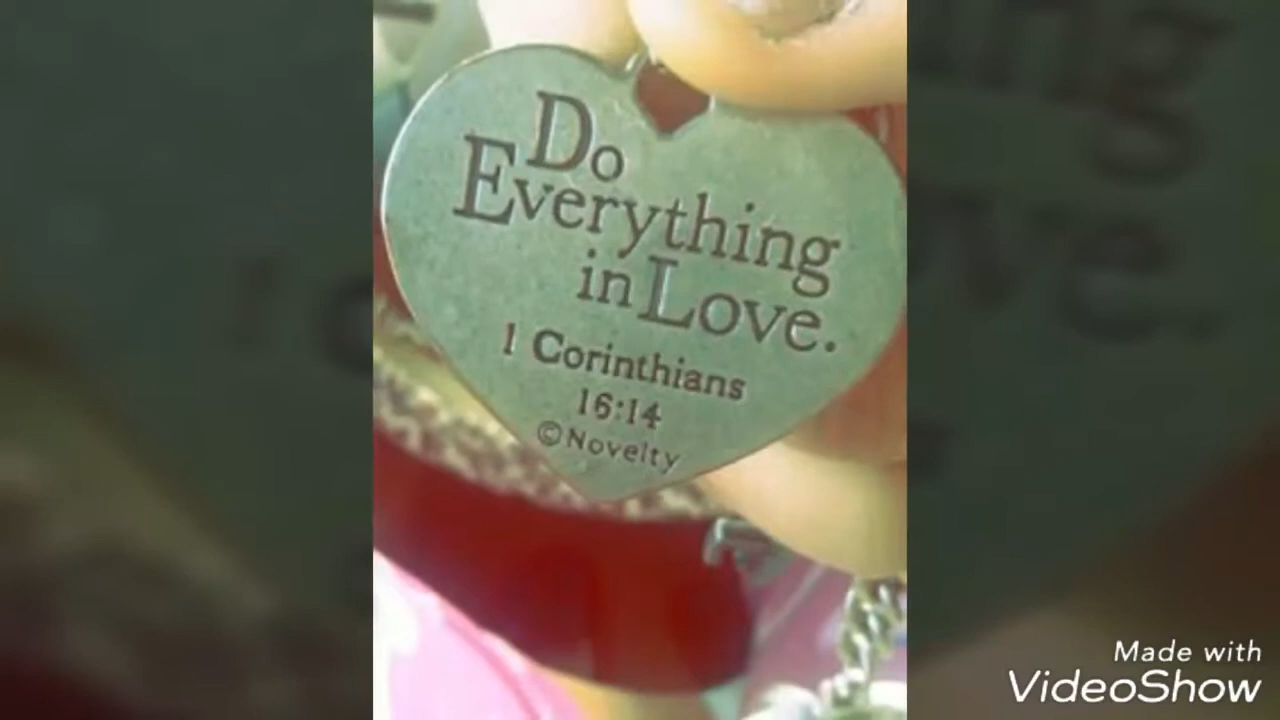 Do
Everything
in Love.
1 Corinthians
16:14
©Novelty
Made with
VideoShow